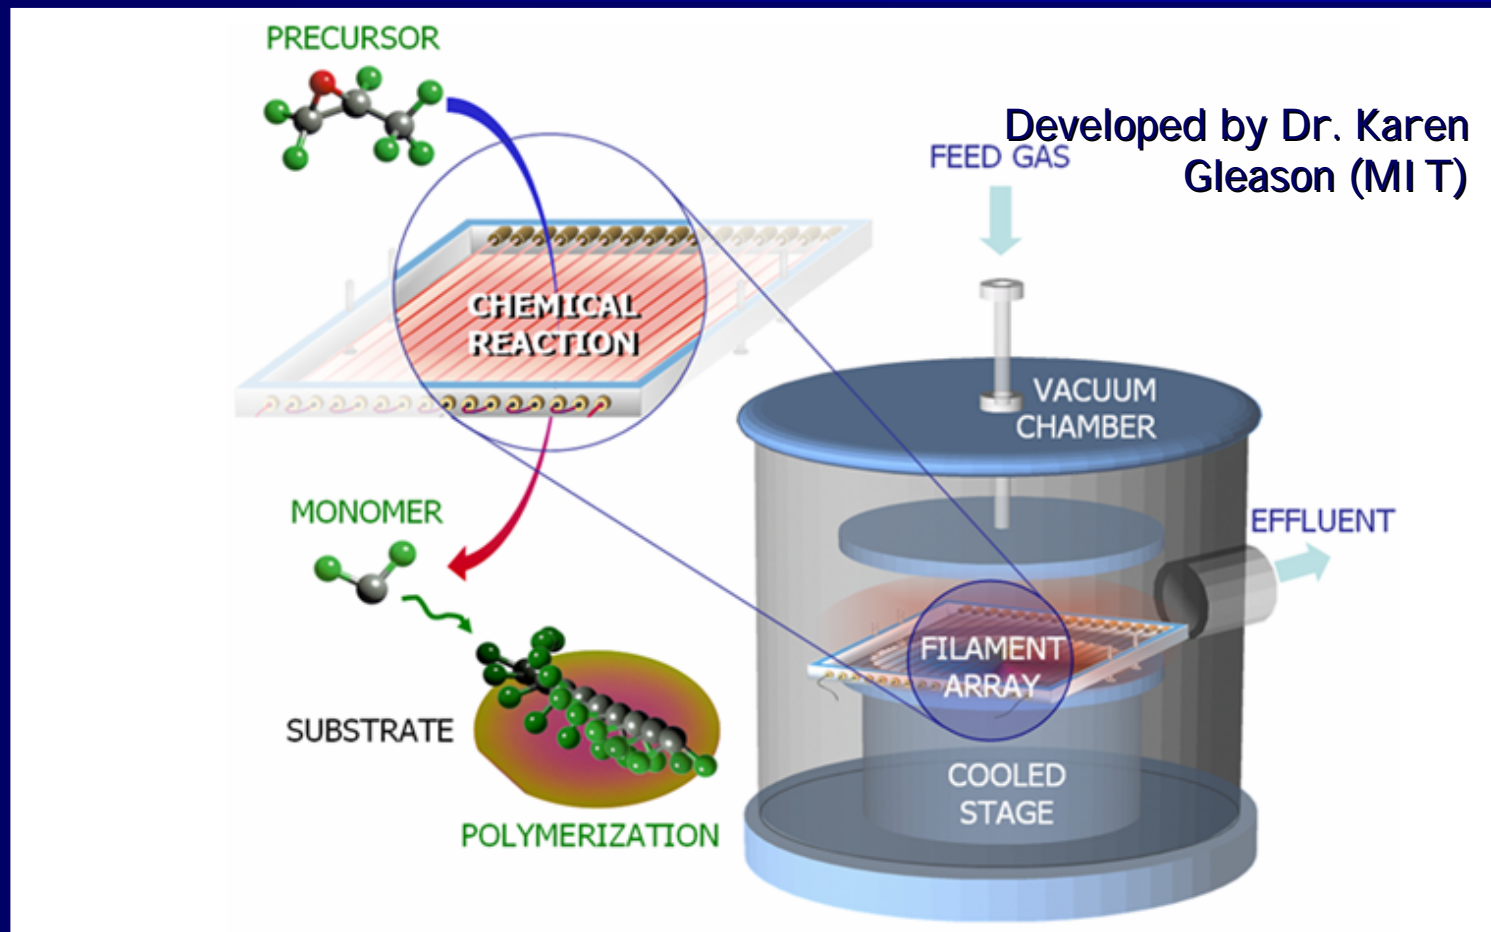 PRECURSOR
Developed by Dr. Karen
Gleason (MIT)
FEED GAS
CHEMICAL
REACTION
VACUUM
CHAMBER
MONOMER
EFFLUENT
FILAMENT
ARRAY
SUBSTRATE
COOLED
STAGE
POLYMERIZATION